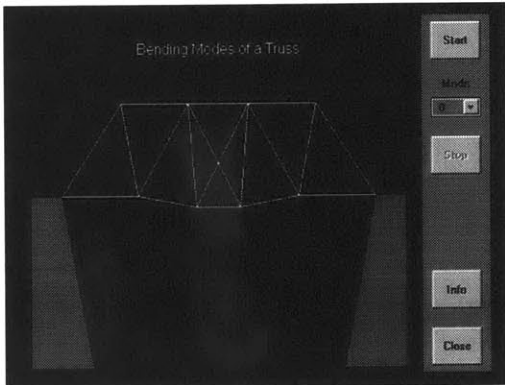 Bending Modes of a Truss
Start
Mode
Stop
Info
Close